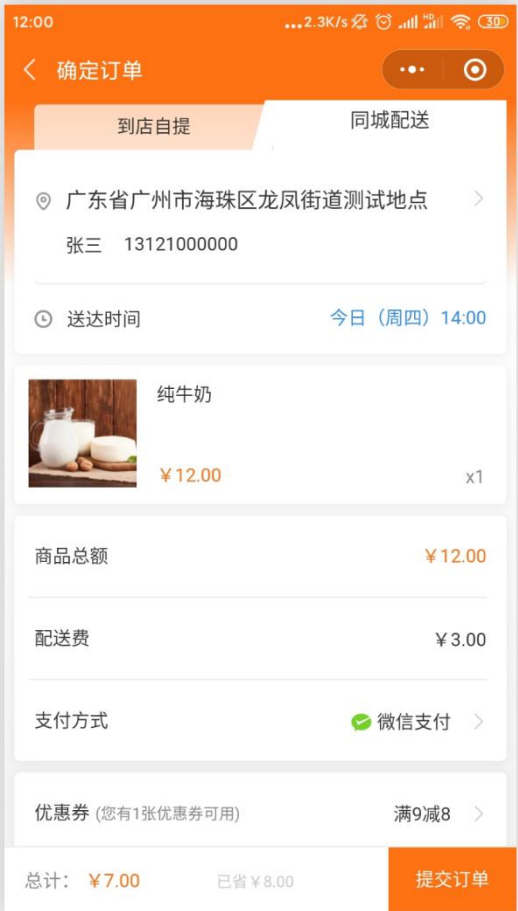 12:00
2.3K/s HD 30
确定订单
到店自提 同城配送
广东省广州市海珠区龙凤街道测试地点
张三 13121000000
送达时间 今日（周四）14:00
纯牛奶
￥12.00 x1
商品总额 ￥12.00
配送费 ￥3.00
支付方式 微信支付
优惠券 (您有1张优惠券可用) 满9减8
总计：￥7.00 已省￥8.00 提交订单